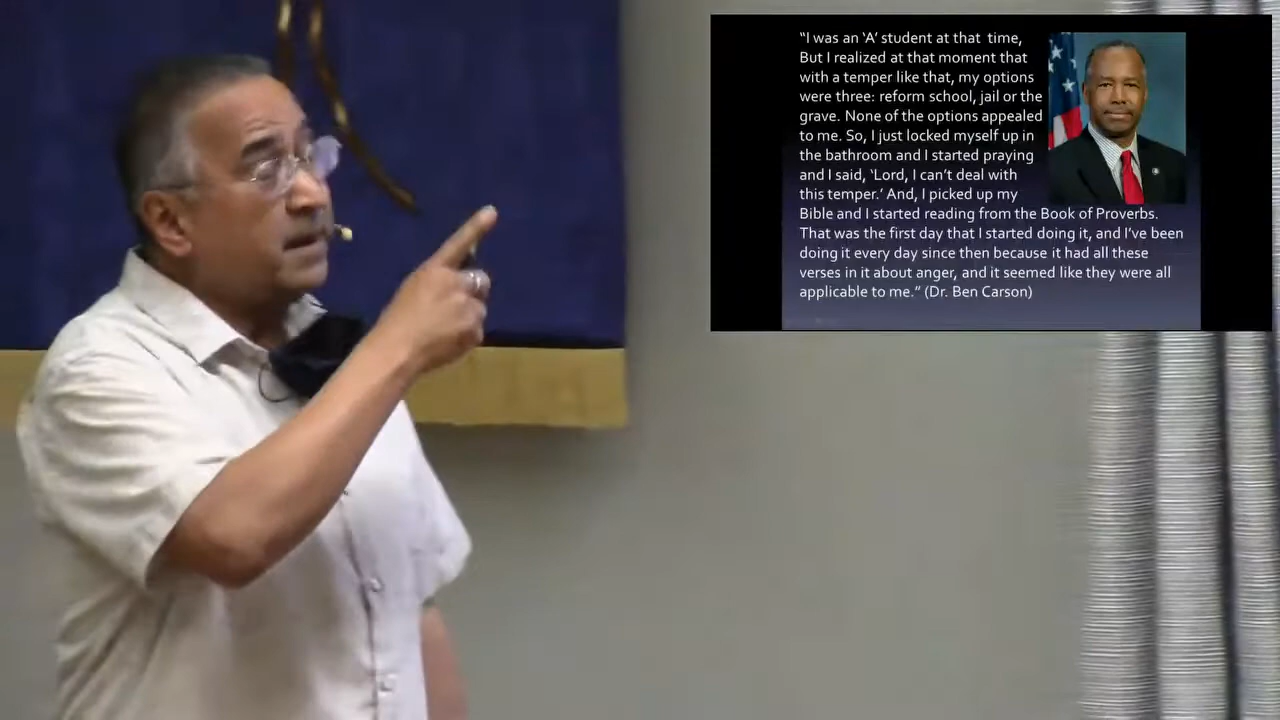 “I was an ‘A’ student at that time,
But I realized at that moment that
with a temper like that, my options
were three: reform school, jail or the
grave. None of the options appealed
to me. So, I just locked myself up in
the bathroom and I started praying
and I said, ‘Lord, I can’t deal with
this temper.’ And, I picked up my
Bible and I started reading from the Book of Proverbs.
That was the first day that I started doing it, and I’ve been
doing it every day since then because it had all these
verses in it about anger, and it seemed like they were all
applicable to me.” (Dr. Ben Carson)